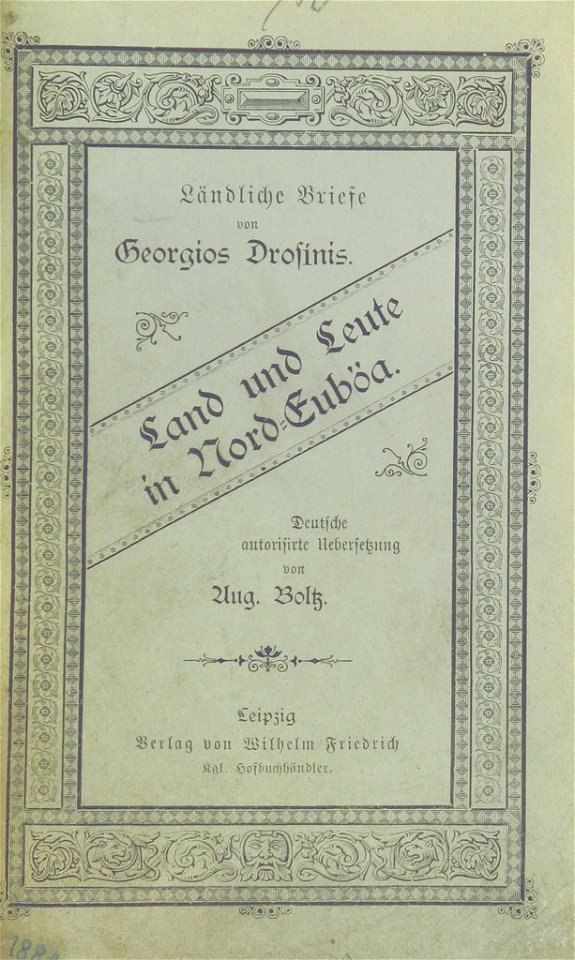 Ländliche Briefe
von
Georgios Drosinis.
Land und Leute
in Nord-Euböa.
Deutsche
autorisirte Uebersetzung
von
Aug. Boltz.
Leipzig
Verlag von Wilhelm Friedrich
Kgl. Hofbuchhändler.